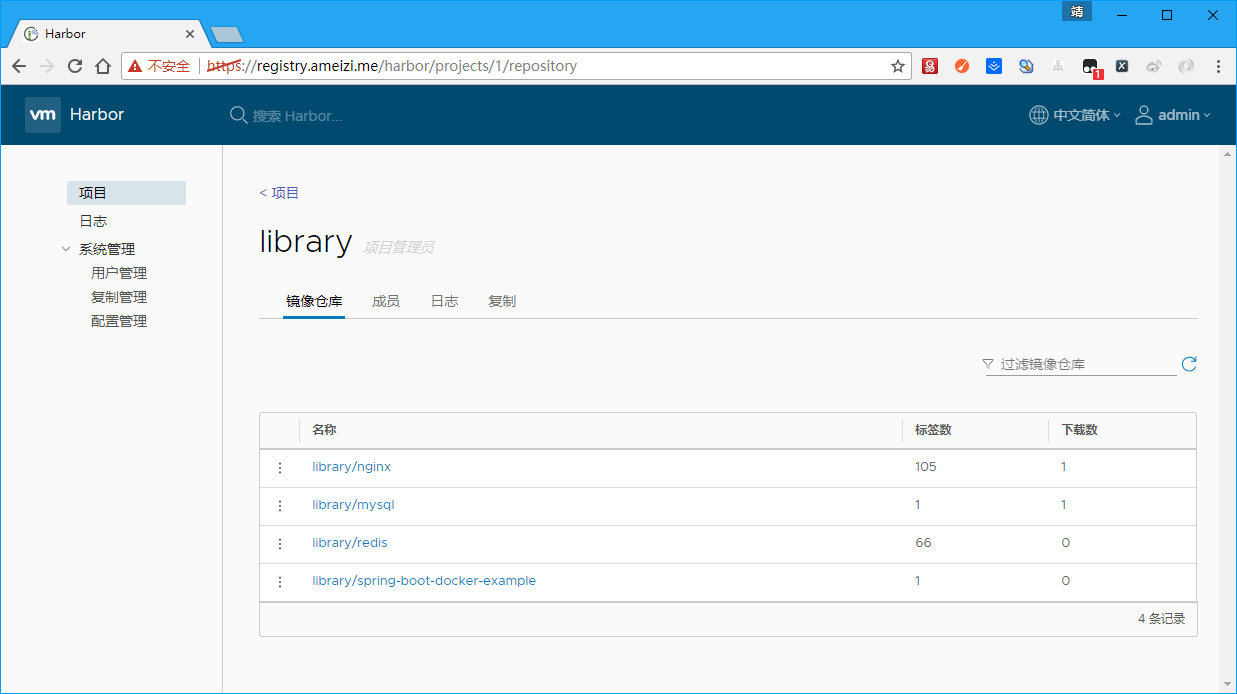 靖
Harbor
不安全 https://registry.ameizi.me/harbor/projects/1/repository
1
vm Harbor 搜索 Harbor... 中文简体 admin
项目
日志
系统管理
用户管理
复制管理
配置管理
< 项目
library 项目管理员
镜像仓库 成员 日志 复制
过滤镜像仓库
名称 标签数 下载数
library/nginx 105 1
library/mysql 1 1
library/redis 66 0
library/spring-boot-docker-example 1 0
4 条记录